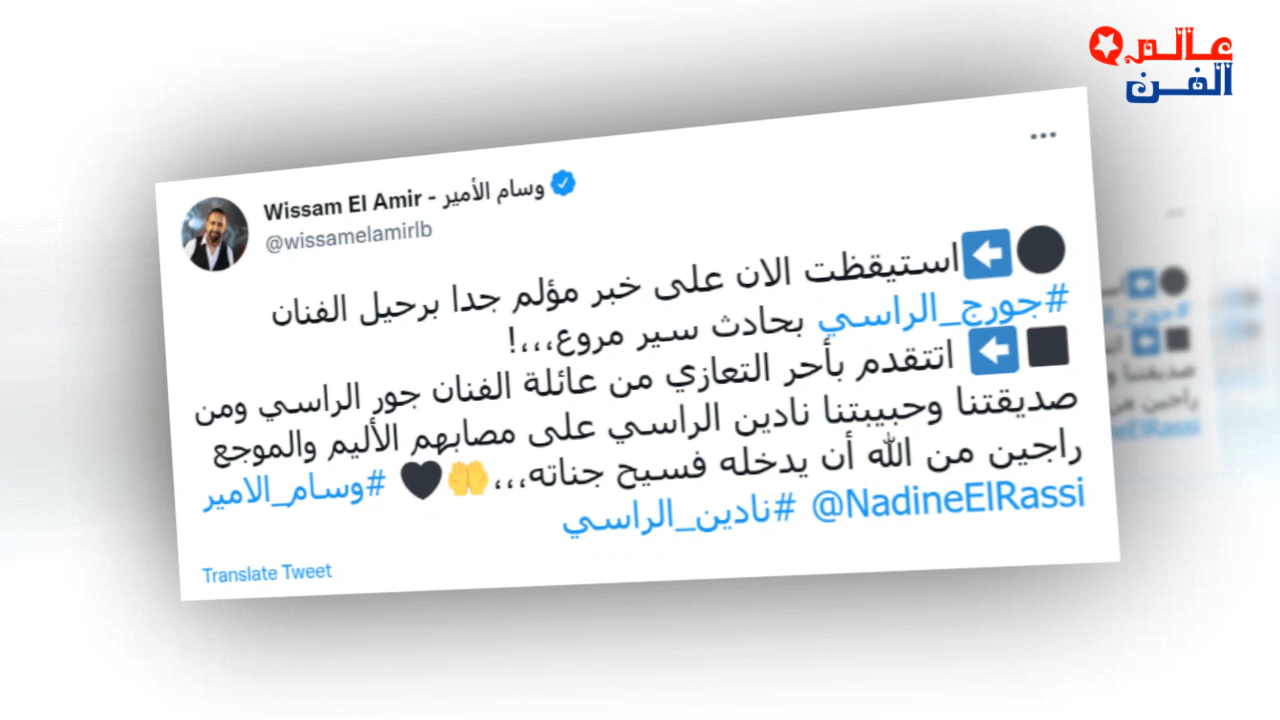 عالم
الفن
Wissam El Amir - وسام الأمير
@wissamelamirlb
⚫⬅️استيقظت الان على خبر مؤلم جدا برحيل الفنان
#جورج_الراسي بحادث سير مروع،،،!
⬛⬅️ اتتقدم بأحر التعازي من عائلة الفنان جور الراسي ومن
صديقتنا وحبيبتنا نادين الراسي على مصابهم الأليم والموجع
راجين من الله أن يدخله فسيح جناته،،،🤲🖤 #وسام_الامير
@NadineElRassi #نادين_الراسي
Translate Tweet